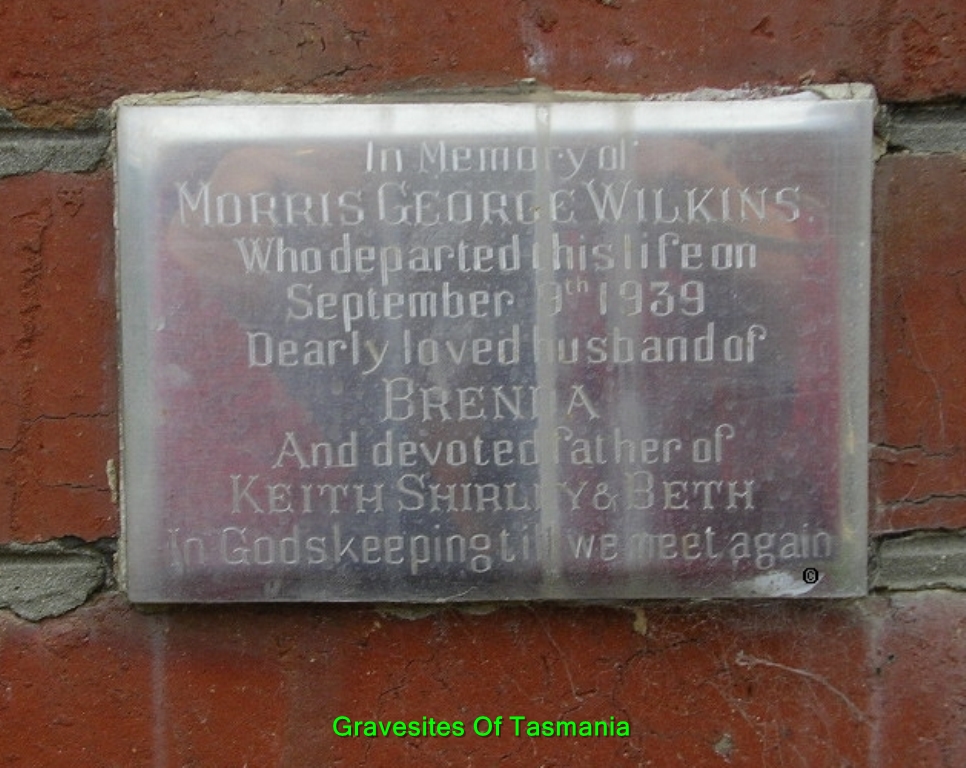 In Memory of
MORRIS GEORGE WILKINS.
Who departed this life on
September 9th 1939
Dearly loved husband of
BRENDA
And devoted father of
KEITH SHIRLEY & BETH
In Gods keeping till we meet again
©
Gravesites Of Tasmania